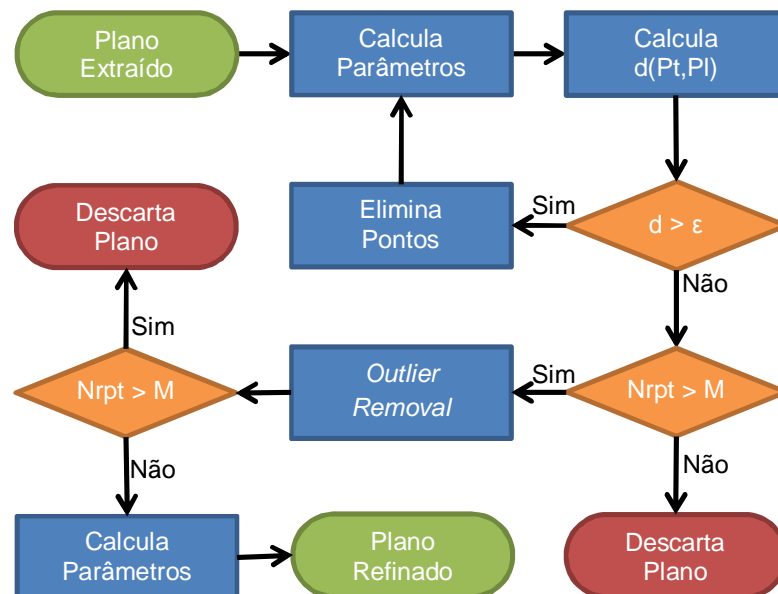 Plano
Extraído
Calcula
Parâmetros
Calcula
d(Pt,Pl)
Descarta
Plano
Elimina
Pontos
Sim
d > ε
Não
Sim
Nrpt > M
Outlier
Removal
Sim
Nrpt > M
Não
Não
Calcula
Parâmetros
Plano
Refinado
Descarta
Plano